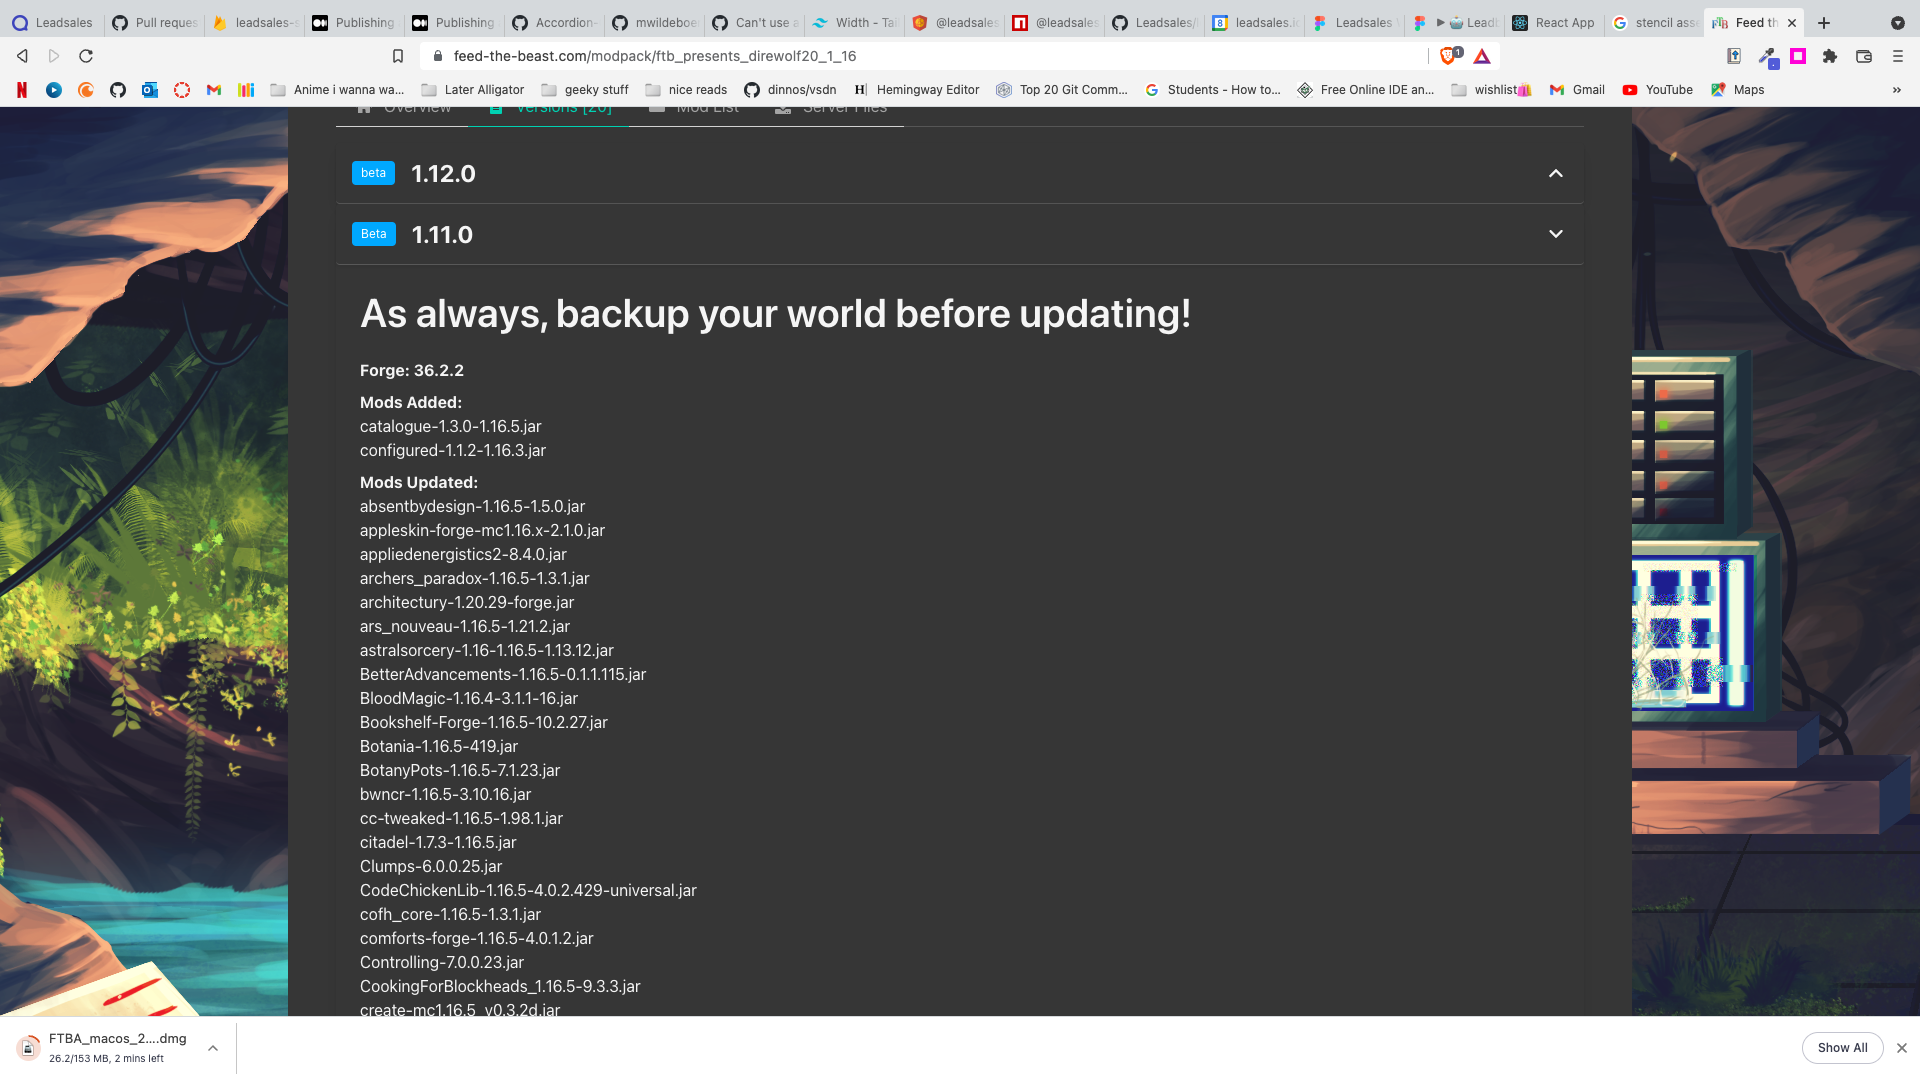 Leadsales
Pull reques
leadsales-s
Publishing
Publishing
Accordion-
mwildeboe
Can't use a
Width - Tai
@leadsales
@leadsales
Leadsales/
leadsales.i
Leadsales
Lead
React App
stencil asse
Feed th
feed-the-beast.com/modpack/ftb_presents_direwolf20_1_16
1
Anime i wanna wa...
Later Alligator
geeky stuff
nice reads
dinnos/vsdn
Hemingway Editor
Top 20 Git Comm...
Students - How to...
Free Online IDE an...
wishlist
Gmail
YouTube
Maps
»
Overview
Versions [20]
Mod List
Server Files
beta 1.12.0
Beta 1.11.0
As always, backup your world before updating!
Forge: 36.2.2
Mods Added:
catalogue-1.3.0-1.16.5.jar
configured-1.1.2-1.16.3.jar
Mods Updated:
absentbydesign-1.16.5-1.5.0.jar
appleskin-forge-mc1.16.x-2.1.0.jar
appliedenergistics2-8.4.0.jar
archers_paradox-1.16.5-1.3.1.jar
architectury-1.20.29-forge.jar
ars_nouveau-1.16.5-1.21.2.jar
astralsorcery-1.16-1.16.5-1.13.12.jar
BetterAdvancements-1.16.5-0.1.1.115.jar
BloodMagic-1.16.4-3.1.1-16.jar
Bookshelf-Forge-1.16.5-10.2.27.jar
Botania-1.16.5-419.jar
BotanyPots-1.16.5-7.1.23.jar
bwncr-1.16.5-3.10.16.jar
cc-tweaked-1.16.5-1.98.1.jar
citadel-1.7.3-1.16.5.jar
Clumps-6.0.0.25.jar
CodeChickenLib-1.16.5-4.0.2.429-universal.jar
cofh_core-1.16.5-1.3.1.jar
comforts-forge-1.16.5-4.0.1.2.jar
Controlling-7.0.0.23.jar
CookingForBlockheads_1.16.5-9.3.3.jar
create-mc1.16.5_v0.3.2d.jar
FTBA_macos_2....dmg
26.2/153 MB, 2 mins left
Show All